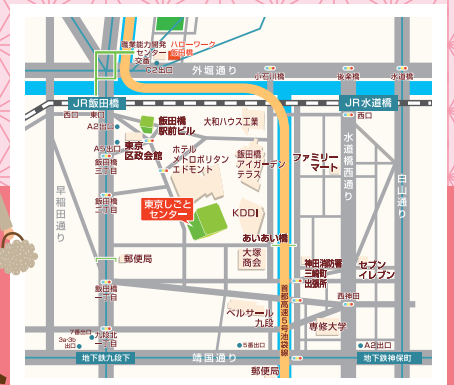 職業能力開発
センター
ハローワーク
飯田橋
交番
C2出口
外堀通り
小石川橋
後楽橋
水道橋
JR飯田橋
JR水道橋
西口
東口
西口
A2出口
飯田橋
駅前ビル
大和ハウス工業
A5出口
東京
区政会館
飯田橋
三丁目
ホテル
メトロポリタン
エドモント
飯田橋
アイガーデン
テラス
ファミリー
マート
水道橋西通り
白山通り
早稲田通り
飯田橋
二丁目
東京しごと
センター
KDDI
あいあい橋
郵便局
大塚
商会
神田消防署
三崎町
出張所
セブン
イレブン
飯田橋
一丁目
首都高速5号池袋線
西神田
ベルサール
九段
専修大学
7番出口
九段下
3a・3b
出口
5番出口
A2出口
地下鉄九段下
靖国通り
地下鉄神保町
郵便局